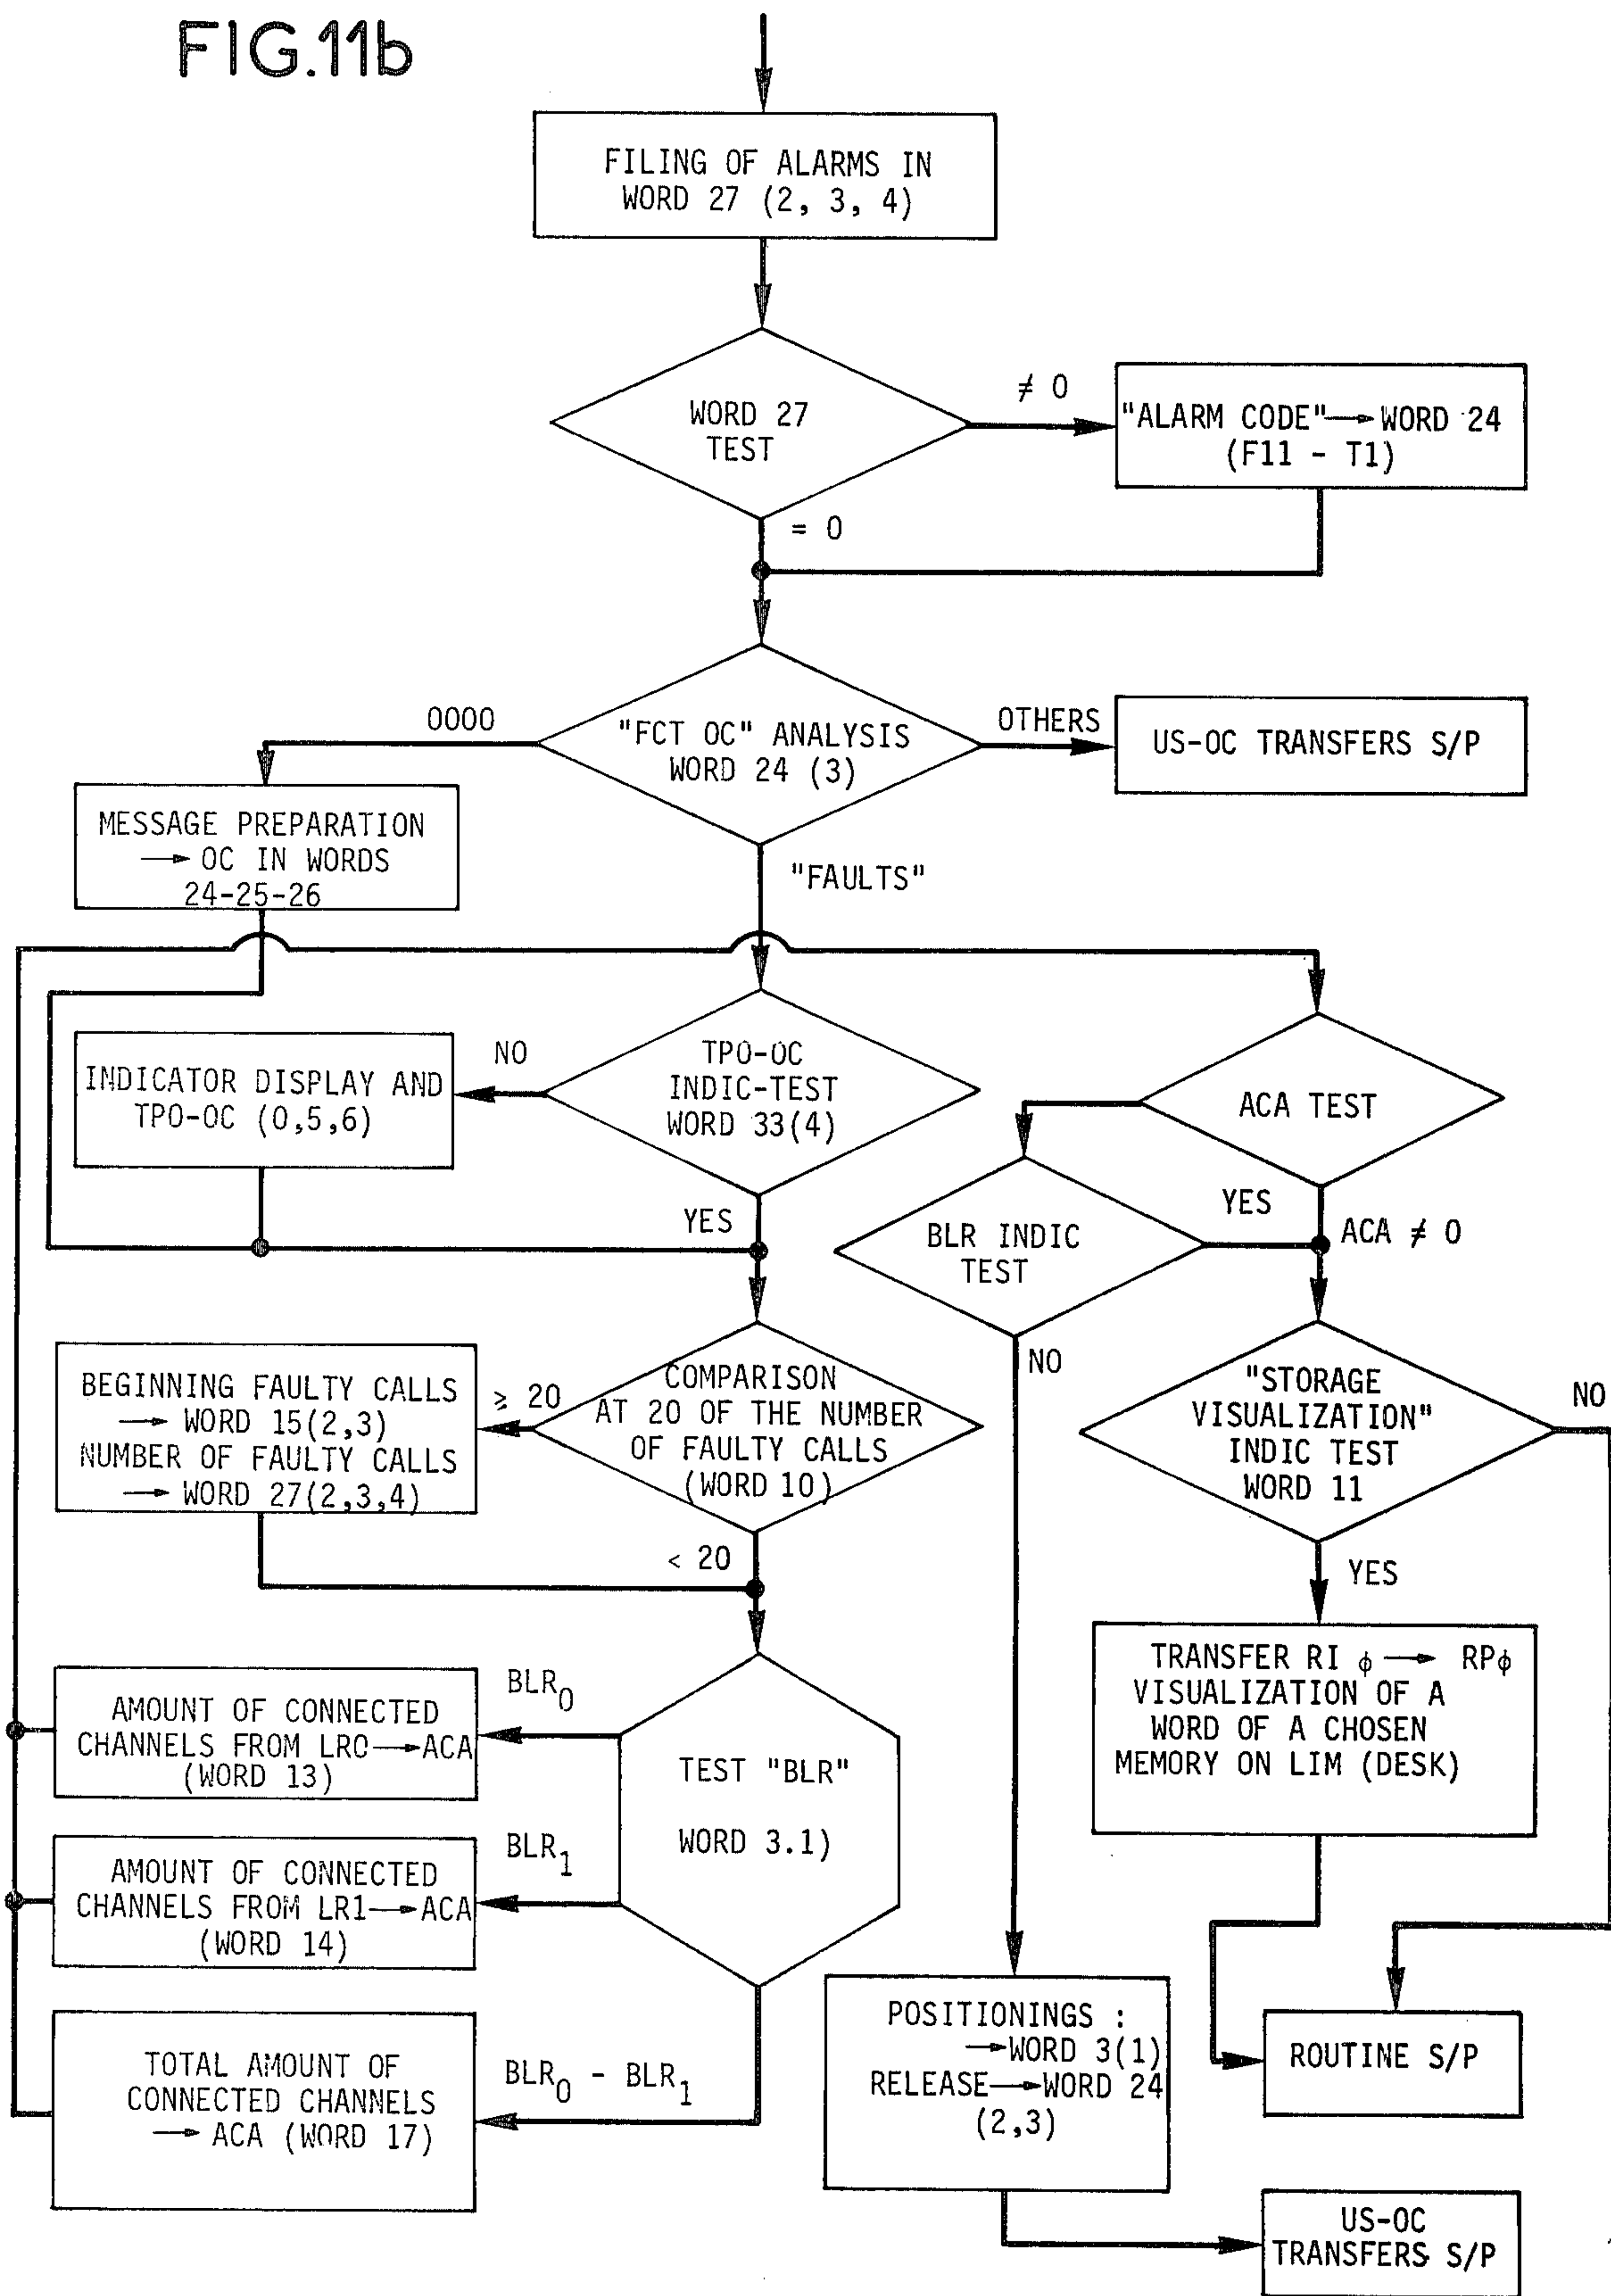 FIG.11b
FILING OF ALARMS IN
WORD 27 (2, 3, 4)
WORD 27
TEST
≠ 0
"ALARM CODE"→WORD 24
(F11 - T1)
= 0
0000
"FCT OC" ANALYSIS
WORD 24 (3)
OTHERS
US-OC TRANSFERS S/P
MESSAGE PREPARATION
→ OC IN WORDS
24-25-26
"FAULTS"
INDICATOR DISPLAY AND
TPO-OC (0,5,6)
NO
TPO-OC
INDIC-TEST
WORD 33(4)
YES
ACA TEST
BLR INDIC
TEST
YES
ACA ≠ 0
NO
BEGINNING FAULTY CALLS
→ WORD 15(2,3)
NUMBER OF FAULTY CALLS
→ WORD 27(2,3,4)
≥ 20
COMPARISON
AT 20 OF THE NUMBER
OF FAULTY CALLS
(WORD 10)
< 20
"STORAGE
VISUALIZATION"
INDIC TEST
WORD 11
NO
YES
TRANSFER RI ϕ → RPϕ
VISUALIZATION OF A
WORD OF A CHOSEN
MEMORY ON LIM (DESK)
AMOUNT OF CONNECTED
CHANNELS FROM LRO→ACA
(WORD 13)
BLR0
TEST "BLR"
WORD 3.1)
AMOUNT OF CONNECTED
CHANNELS FROM LR1→ACA
(WORD 14)
BLR1
TOTAL AMOUNT OF
CONNECTED CHANNELS
→ ACA (WORD 17)
BLR0 - BLR1
POSITIONINGS :
→WORD 3(1)
RELEASE→WORD 24
(2,3)
ROUTINE S/P
US-OC
TRANSFERS S/P